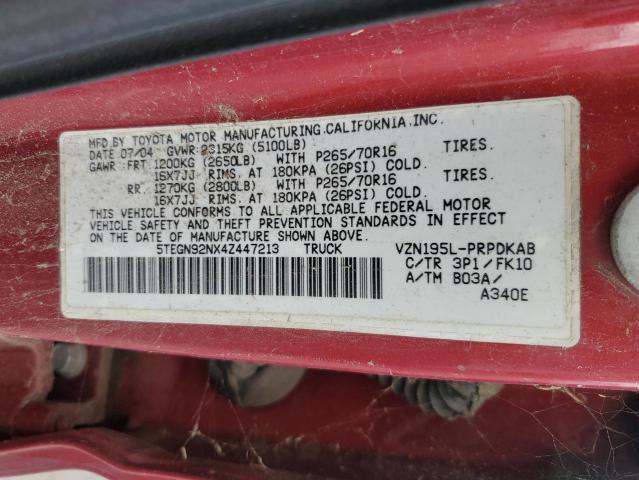 MFD BY TOYOTA MOTOR MANUFACTURING.CALIFORNIA.INC.
DATE 07/04 GVWR 2315KG (5100LB)
GAWR: FRT 1200KG (2650LB) WITH P265/70R16 TIRES.
16X7JJ RIMS. AT 180KPA (26PSI) COLD.
RR 1270KG (2800LB) WITH P265/70R16 TIRES.
16X7JJ RIMS. AT 180KPA (26PSI) COLD.
THIS VEHICLE CONFORMS TO ALL APPLICABLE FEDERAL MOTOR
VEHICLE SAFETY AND THEFT PREVENTION STANDARDS IN EFFECT
ON THE DATE OF MANUFACTURE SHOWN ABOVE.
5TEGN92NX4Z447213 TRUCK VZN195L-PRPDKAB
C/TR 3P1/FK10
A/TM B03A/
A340E